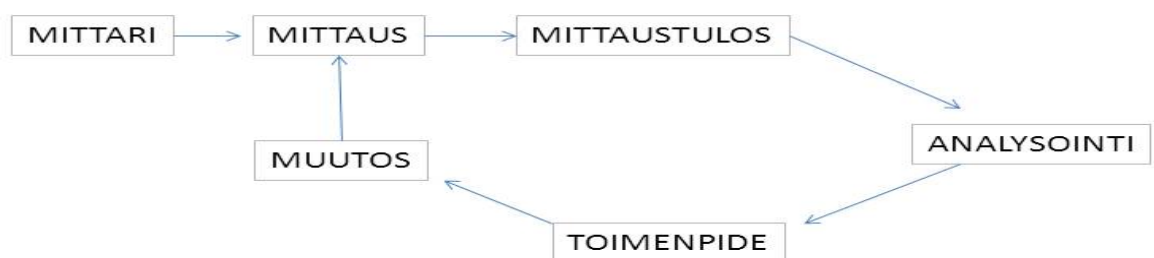 MITTARI
MITTAUS
MITTAUSTULOS
ANALYSOINTI
MUUTOS
TOIMENPIDE